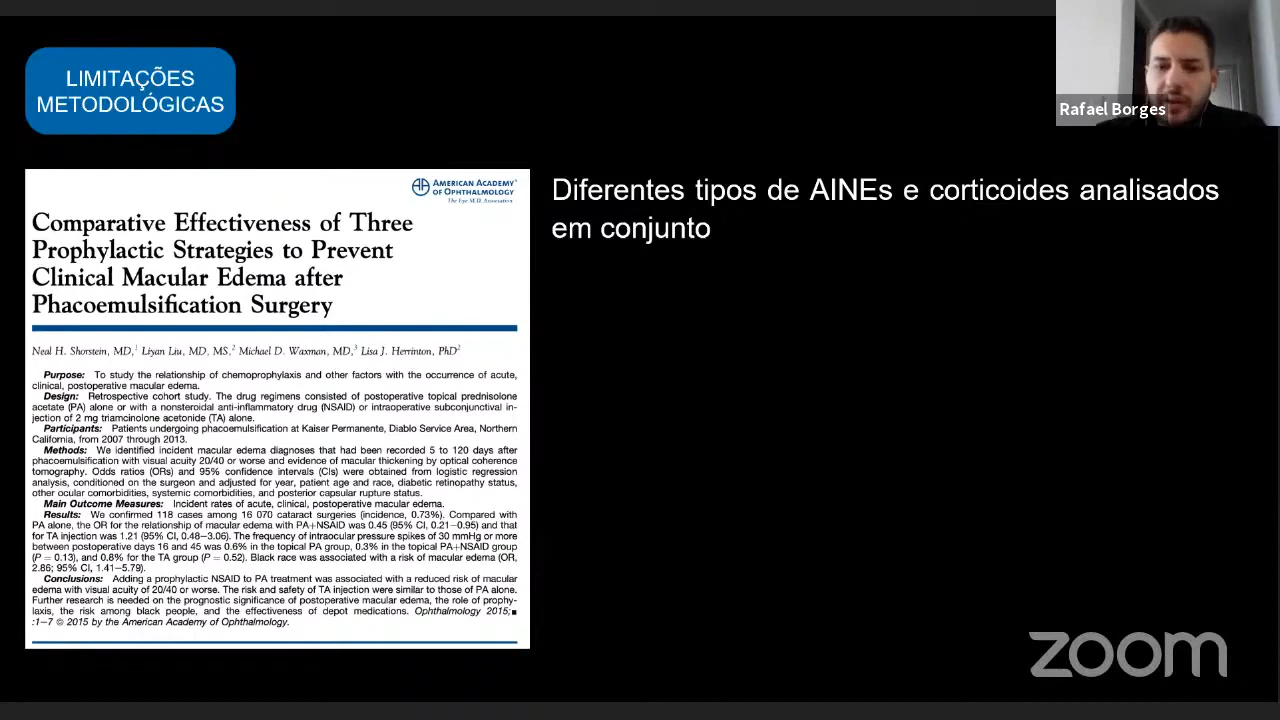 LIMITAÇÕES
METODOLÓGICAS
Rafael Borges
AMERICAN ACADEMY
OF OPHTHALMOLOGY
The Eye M.D. Association
Comparative Effectiveness of Three
Prophylactic Strategies to Prevent
Clinical Macular Edema after
Phacoemulsification Surgery
Neal H. Shorstein, MD,1 Liyan Liu, MD, MS,2 Michael D. Waxman, MD,3 Lisa J. Herrinton, PhD2
Purpose: To study the relationship of chemoprophylaxis and other factors with the occurrence of acute,
clinical, postoperative macular edema.
Design: Retrospective cohort study. The drug regimens consisted of postoperative topical prednisolone
acetate (PA) alone or with a nonsteroidal anti-inflammatory drug (NSAID) or intraoperative subconjunctival in-
jection of 2 mg triamcinolone acetonide (TA) alone.
Participants: Patients undergoing phacoemulsification at Kaiser Permanente, Diablo Service Area, Northern
California, from 2007 through 2013.
Methods: We identified incident macular edema diagnoses that had been recorded 5 to 120 days after
phacoemulsification with visual acuity 20/40 or worse and evidence of macular thickening by optical coherence
tomography. Odds ratios (ORs) and 95% confidence intervals (CIs) were obtained from logistic regression
analysis, conditioned on the surgeon and adjusted for year, patient age and race, diabetic retinopathy status,
other ocular comorbidities, systemic comorbidities, and posterior capsular rupture status.
Main Outcome Measures: Incident rates of acute, clinical, postoperative macular edema.
Results: We confirmed 118 cases among 16 070 cataract surgeries (incidence, 0.73%). Compared with
PA alone, the OR for the relationship of macular edema with PA+NSAID was 0.45 (95% CI, 0.21–0.95) and that
for TA injection was 1.21 (95% CI, 0.48–3.06). The frequency of intraocular pressure spikes of 30 mmHg or more
between postoperative days 16 and 45 was 0.6% in the topical PA group, 0.3% in the topical PA+NSAID group
(P = 0.13), and 0.8% for the TA group (P = 0.52). Black race was associated with a risk of macular edema (OR,
2.86; 95% CI, 1.41–5.79).
Conclusions: Adding a prophylactic NSAID to PA treatment was associated with a reduced risk of macular
edema with visual acuity of 20/40 or worse. The risk and safety of TA injection were similar to those of PA alone.
Further research is needed on the prognostic significance of postoperative macular edema, the role of prophy-
laxis, the risk among black people, and the effectiveness of depot medications. Ophthalmology 2015;■
:1–7 © 2015 by the American Academy of Ophthalmology.
Diferentes tipos de AINEs e corticoides analisados
em conjunto
zoom